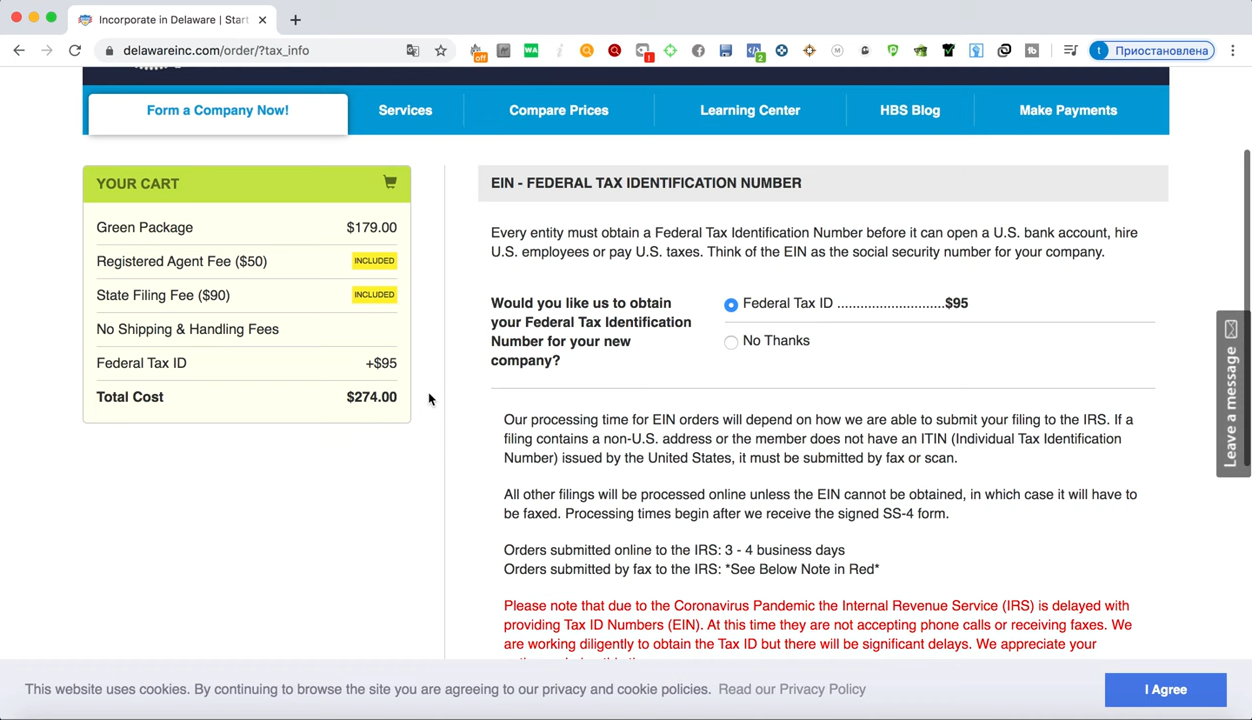 Incorporate in Delaware | Start
delawareinc.com/order/?tax_info
off
WA
2
Приостановлена
Form a Company Now!
Services
Compare Prices
Learning Center
HBS Blog
Make Payments
YOUR CART
Green Package $179.00
Registered Agent Fee ($50) INCLUDED
State Filing Fee ($90) INCLUDED
No Shipping & Handling Fees
Federal Tax ID +$95
Total Cost $274.00
EIN - FEDERAL TAX IDENTIFICATION NUMBER
Every entity must obtain a Federal Tax Identification Number before it can open a U.S. bank account, hire
U.S. employees or pay U.S. taxes. Think of the EIN as the social security number for your company.
Would you like us to obtain
your Federal Tax Identification
Number for your new
company?
Federal Tax ID ............................$95
No Thanks
Our processing time for EIN orders will depend on how we are able to submit your filing to the IRS. If a
filing contains a non-U.S. address or the member does not have an ITIN (Individual Tax Identification
Number) issued by the United States, it must be submitted by fax or scan.
All other filings will be processed online unless the EIN cannot be obtained, in which case it will have to
be faxed. Processing times begin after we receive the signed SS-4 form.
Orders submitted online to the IRS: 3 - 4 business days
Orders submitted by fax to the IRS: *See Below Note in Red*
Please note that due to the Coronavirus Pandemic the Internal Revenue Service (IRS) is delayed with
providing Tax ID Numbers (EIN). At this time they are not accepting phone calls or receiving faxes. We
are working diligently to obtain the Tax ID but there will be significant delays. We appreciate your
Leave a message
This website uses cookies. By continuing to browse the site you are agreeing to our privacy and cookie policies. Read our Privacy Policy
I Agree